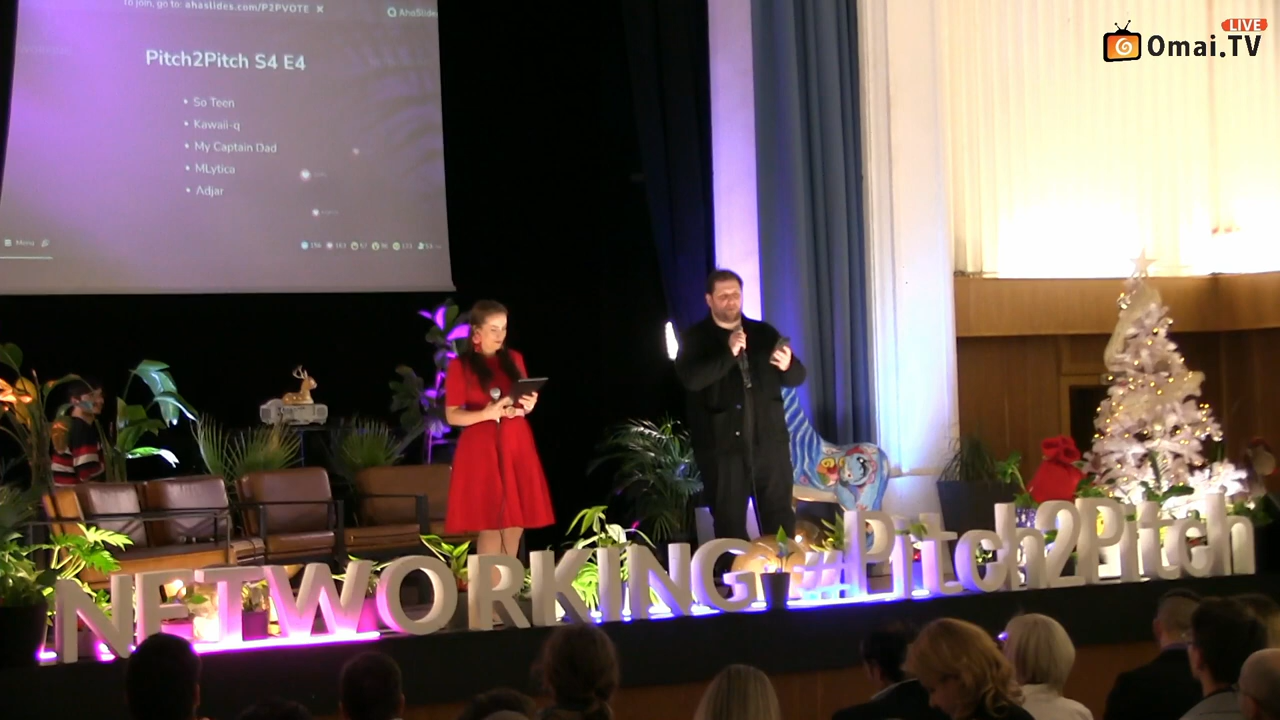 To join, go to: ahaslides.com/P2PVOTE ✕
AhaSlides
LIVE
Omai.TV
Pitch2Pitch S4 E4
• So Teen
• Kawaii-q
• My Captain Dad
• MLytica
• Adjar
Menu
NETWORKING #Pitch2Pitch